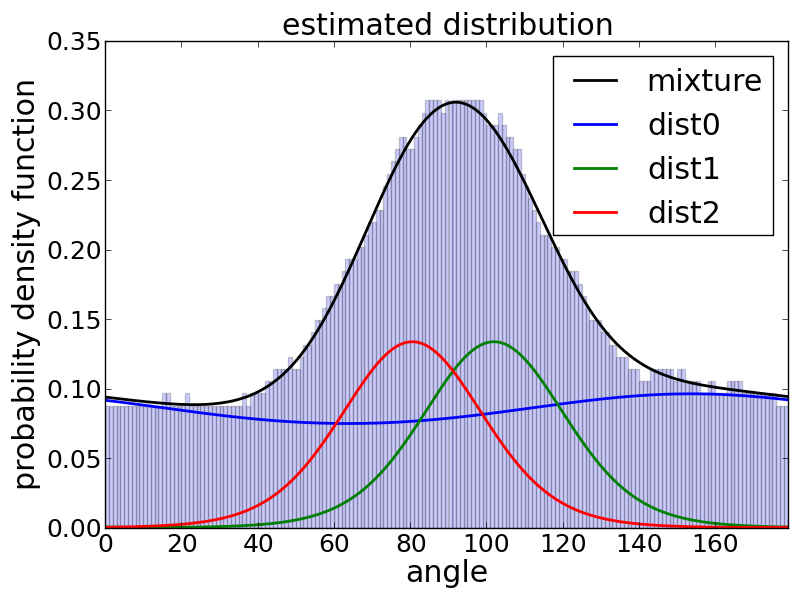 estimated distribution
0.35
0.30
0.25
0.20
0.15
0.10
0.05
0.00
probability density function
mixture
dist0
dist1
dist2
0 20 40 60 80 100 120 140 160
angle